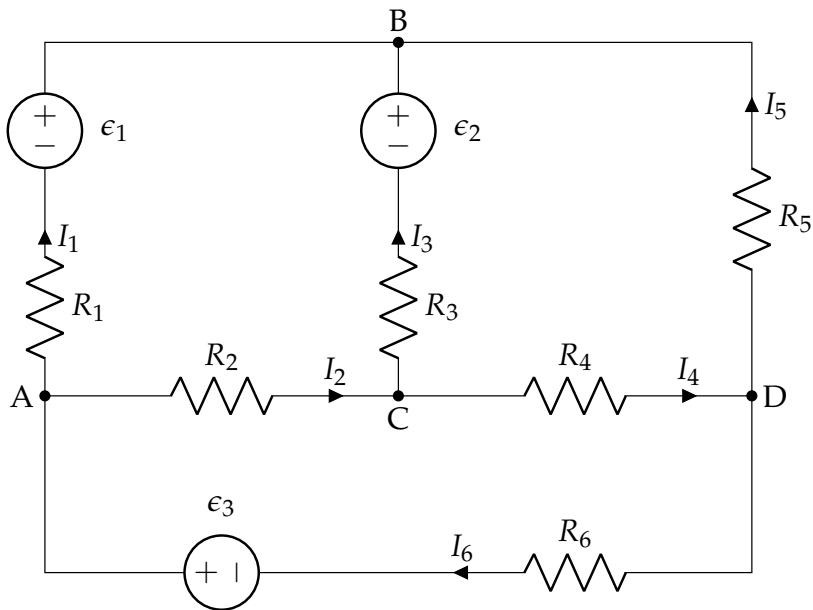 B
+
− ϵ₁
+
− ϵ₂
I₅
R₅
I₁
I₃
R₁
R₃
R₂
I₂
R₄
I₄
A
C
D
ϵ₃
+ −
I₆
R₆